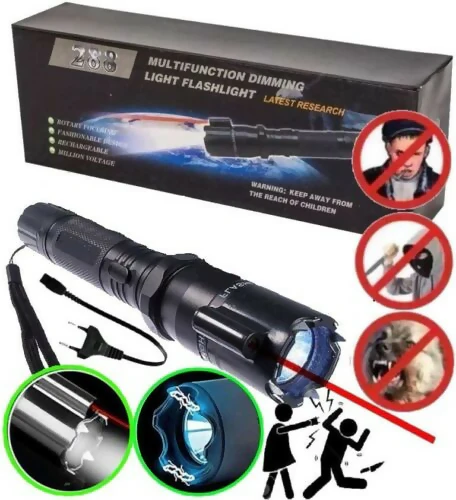 Z88
MULTIFUNCTION DIMMING
LIGHT FLASHLIGHT
LATEST RESEARCH
ROTARY FOCUSING
FASHIONABLE DESIGN
RECHARGEABLE
MILLION VOLTAGE
WARNING: KEEP AWAY FROM
THE REACH OF CHILDREN